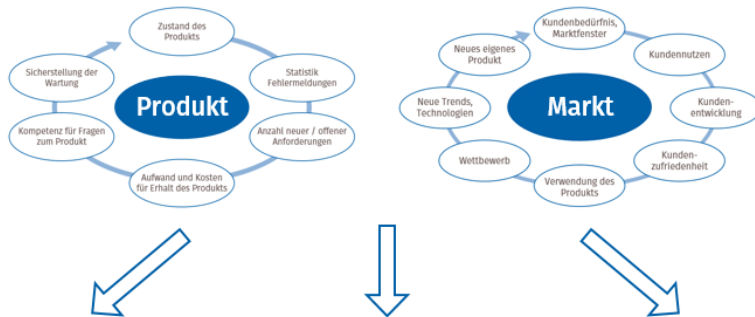 Zustand des
Produkts
Statistik
Fehlermeldungen
Anzahl neuer / offener
Anforderungen
Aufwand und Kosten
für Erhalt des Produkts
Kompetenz für Fragen
zum Produkt
Sicherstellung der
Wartung
Produkt
Kundenbedürfnis,
Marktfenster
Kundennutzen
Kunden-
entwicklung
Kunden-
zufriedenheit
Verwendung des
Produkts
Wettbewerb
Neue Trends,
Technologien
Neues eigenes
Produkt
Markt